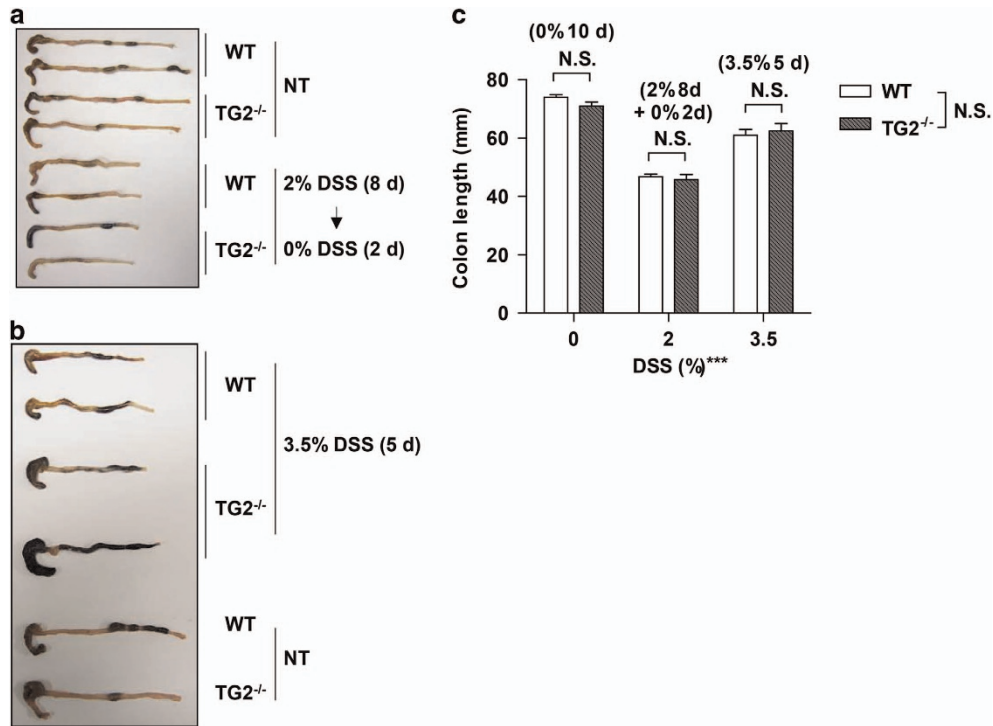 a
WT
NT
TG2-/-
WT
2% DSS (8 d)
TG2-/-
0% DSS (2 d)
b
WT
3.5% DSS (5 d)
TG2-/-
WT
NT
TG2-/-
c
(0% 10 d)
N.S.
(2% 8d
+ 0% 2d)
N.S.
(3.5% 5 d)
N.S.
WT
TG2-/-
N.S.
Colon length (mm)
80
60
40
20
0
0 2 3.5
DSS (%)***